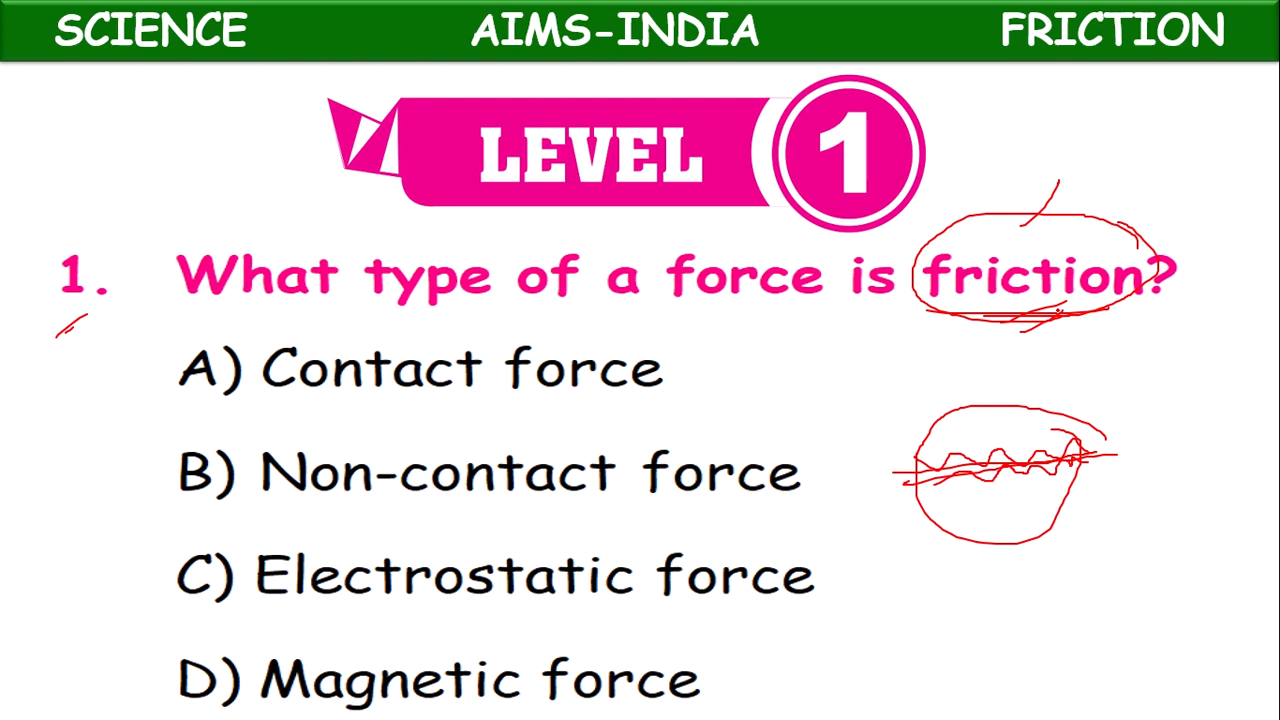 SCIENCE AIMS-INDIA FRICTION
LEVEL 1
1. What type of a force is friction?
A) Contact force
B) Non-contact force
C) Electrostatic force
D) Magnetic force